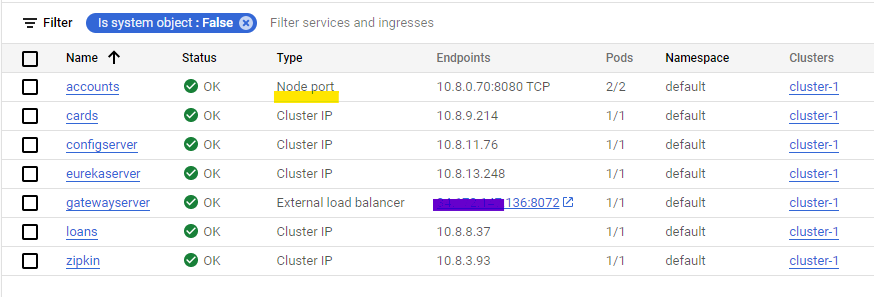 Filter Is system object : False Filter services and ingresses
Name Status Type Endpoints Pods Namespace Clusters
accounts OK Node port 10.8.0.70:8080 TCP 2/2 default cluster-1
cards OK Cluster IP 10.8.9.214 1/1 default cluster-1
configserver OK Cluster IP 10.8.11.76 1/1 default cluster-1
eurekaserver OK Cluster IP 10.8.13.248 1/1 default cluster-1
gatewayserver OK External load balancer 136:8072 1/1 default cluster-1
loans OK Cluster IP 10.8.8.37 1/1 default cluster-1
zipkin OK Cluster IP 10.8.3.93 1/1 default cluster-1